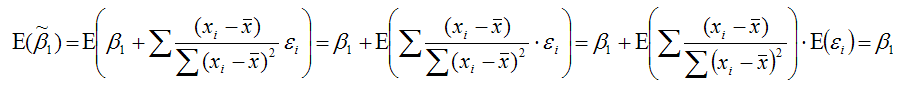 E(β̃₁) = E(β₁ + ∑ (xᵢ − x̄) / ∑(xᵢ − x̄)² εᵢ) = β₁ + E(∑ (xᵢ − x̄) / ∑(xᵢ − x̄)² · εᵢ) = β₁ + E(∑ (xᵢ − x̄) / ∑(xᵢ − x̄)²) · E(εᵢ) = β₁